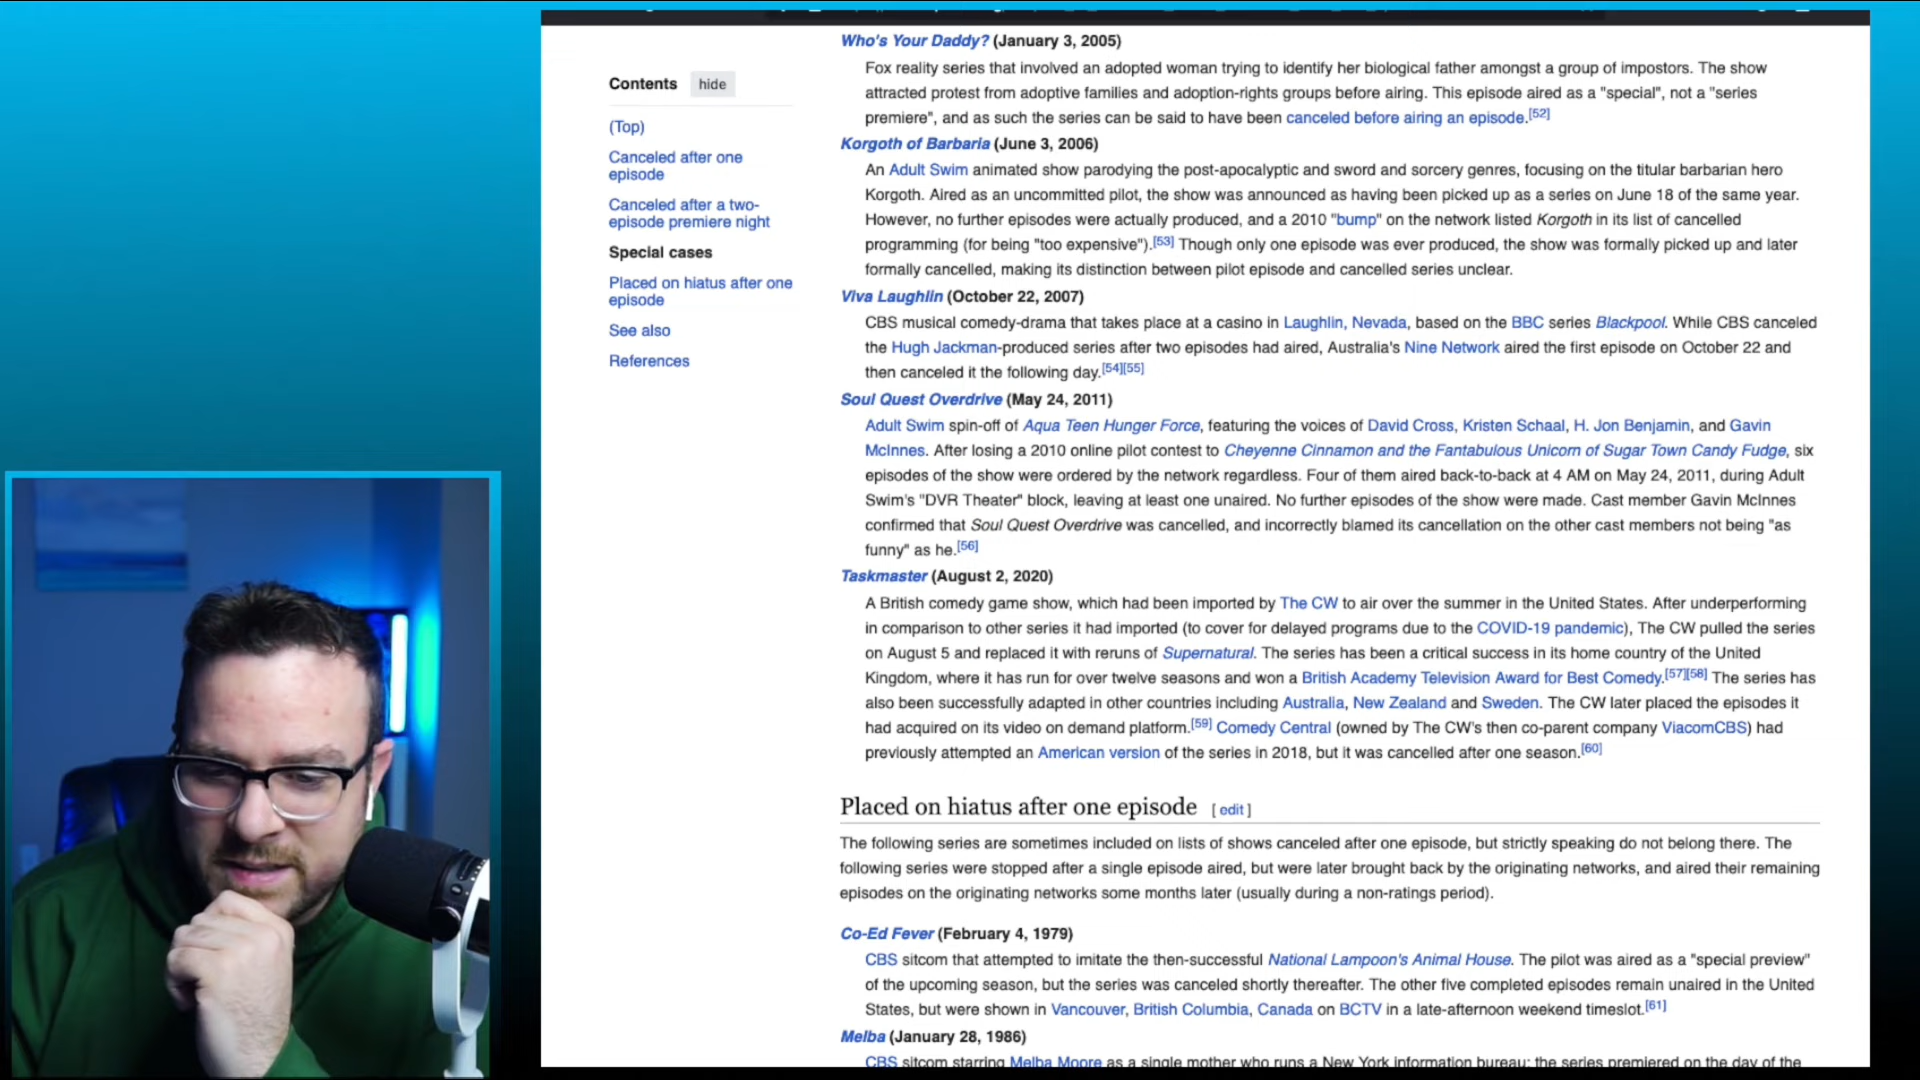 Contents hide
(Top)
Canceled after one
episode
Canceled after a two-
episode premiere night
Special cases
Placed on hiatus after one
episode
See also
References
Who's Your Daddy? (January 3, 2005)
Fox reality series that involved an adopted woman trying to identify her biological father amongst a group of impostors. The show
attracted protest from adoptive families and adoption-rights groups before airing. This episode aired as a "special", not a "series
premiere", and as such the series can be said to have been canceled before airing an episode.[52]
Korgoth of Barbaria (June 3, 2006)
An Adult Swim animated show parodying the post-apocalyptic and sword and sorcery genres, focusing on the titular barbarian hero
Korgoth. Aired as an uncommitted pilot, the show was announced as having been picked up as a series on June 18 of the same year.
However, no further episodes were actually produced, and a 2010 "bump" on the network listed Korgoth in its list of cancelled
programming (for being "too expensive").[53] Though only one episode was ever produced, the show was formally picked up and later
formally cancelled, making its distinction between pilot episode and cancelled series unclear.
Viva Laughlin (October 22, 2007)
CBS musical comedy-drama that takes place at a casino in Laughlin, Nevada, based on the BBC series Blackpool. While CBS canceled
the Hugh Jackman-produced series after two episodes had aired, Australia's Nine Network aired the first episode on October 22 and
then canceled it the following day.[54][55]
Soul Quest Overdrive (May 24, 2011)
Adult Swim spin-off of Aqua Teen Hunger Force, featuring the voices of David Cross, Kristen Schaal, H. Jon Benjamin, and Gavin
McInnes. After losing a 2010 online pilot contest to Cheyenne Cinnamon and the Fantabulous Unicorn of Sugar Town Candy Fudge, six
episodes of the show were ordered by the network regardless. Four of them aired back-to-back at 4 AM on May 24, 2011, during Adult
Swim's "DVR Theater" block, leaving at least one unaired. No further episodes of the show were made. Cast member Gavin McInnes
confirmed that Soul Quest Overdrive was cancelled, and incorrectly blamed its cancellation on the other cast members not being "as
funny" as he.[56]
Taskmaster (August 2, 2020)
A British comedy game show, which had been imported by The CW to air over the summer in the United States. After underperforming
in comparison to other series it had imported (to cover for delayed programs due to the COVID-19 pandemic), The CW pulled the series
on August 5 and replaced it with reruns of Supernatural. The series has been a critical success in its home country of the United
Kingdom, where it has run for over twelve seasons and won a British Academy Television Award for Best Comedy.[57][58] The series has
also been successfully adapted in other countries including Australia, New Zealand and Sweden. The CW later placed the episodes it
had acquired on its video on demand platform.[59] Comedy Central (owned by The CW's then co-parent company ViacomCBS) had
previously attempted an American version of the series in 2018, but it was cancelled after one season.[60]
Placed on hiatus after one episode [ edit ]
The following series are sometimes included on lists of shows canceled after one episode, but strictly speaking do not belong there. The
following series were stopped after a single episode aired, but were later brought back by the originating networks, and aired their remaining
episodes on the originating networks some months later (usually during a non-ratings period).
Co-Ed Fever (February 4, 1979)
CBS sitcom that attempted to imitate the then-successful National Lampoon's Animal House. The pilot was aired as a "special preview"
of the upcoming season, but the series was canceled shortly thereafter. The other five completed episodes remain unaired in the United
States, but were shown in Vancouver, British Columbia, Canada on BCTV in a late-afternoon weekend timeslot.[61]
Melba (January 28, 1986)
CBS sitcom starring Melba Moore as a single mother who runs a New York information bureau; the series premiered on the day of the